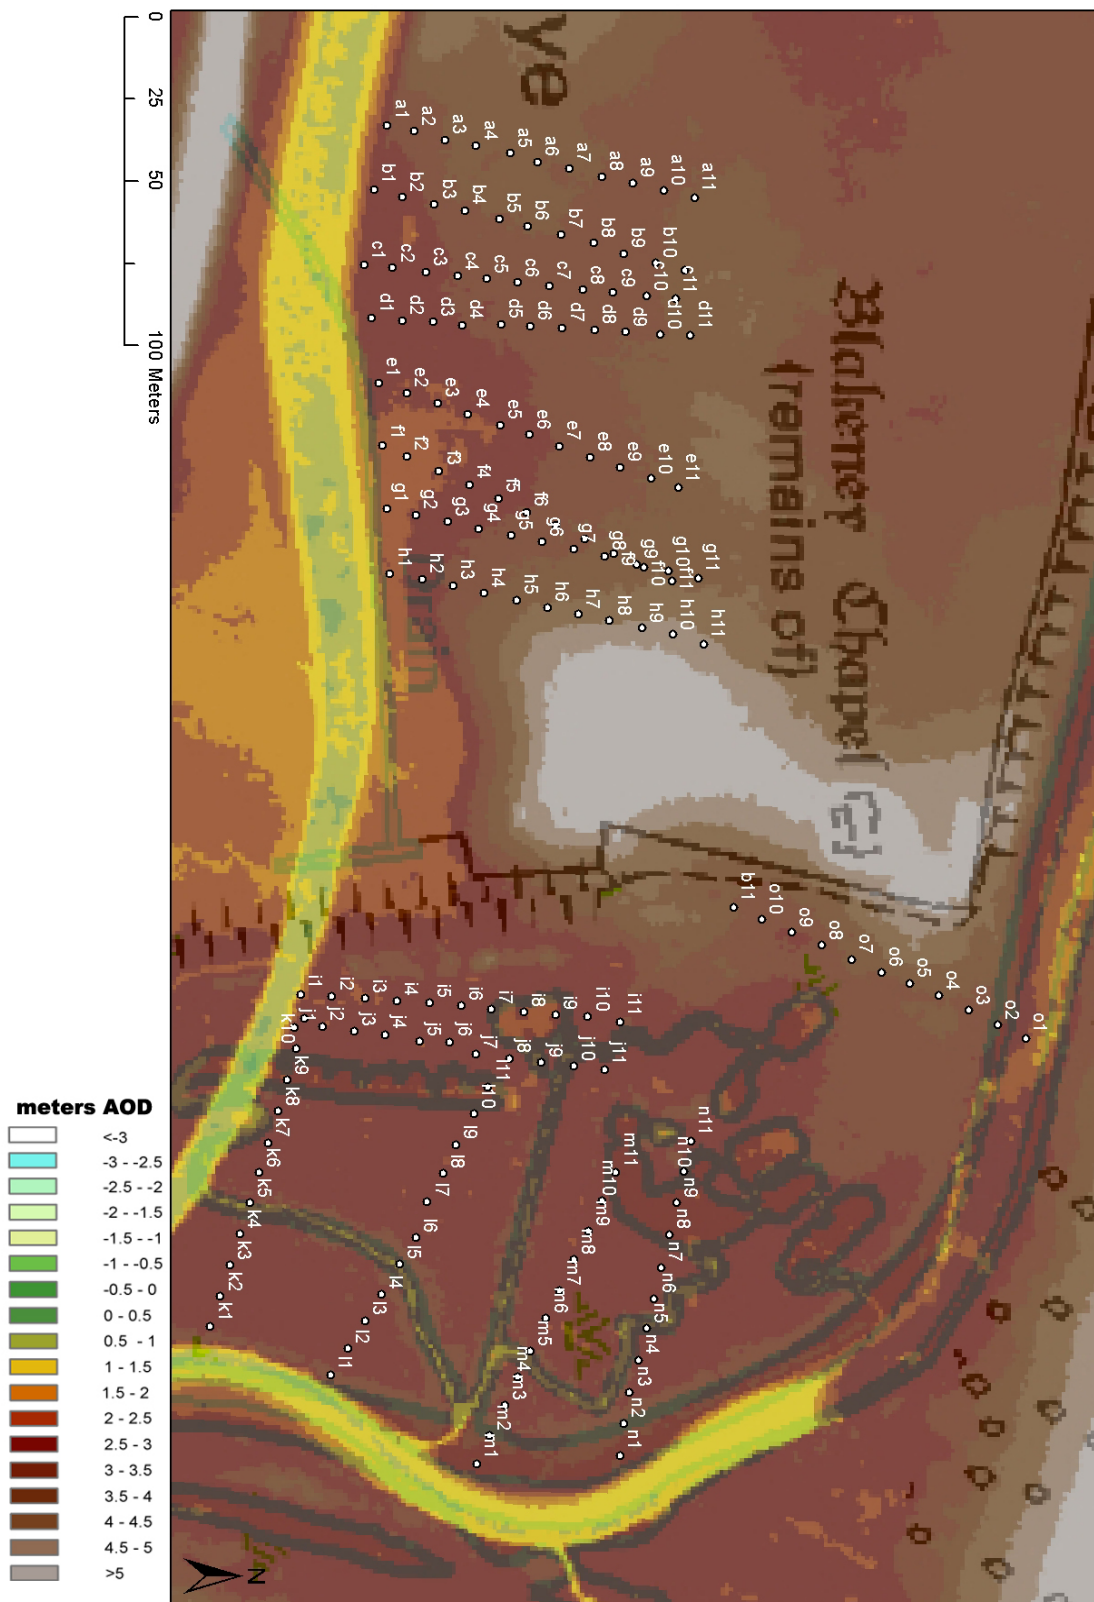 0
25
50
100 Meters
ye
a1 a2 a3 a4 a5 a6 a7 a8 a9 a10 a11
b1 b2 b3 b4 b5 b6 b7 b8 b9 b10
c1 c2 c3 c4 c5 c6 c7 c8 c9 c10 c11
d1 d2 d3 d4 d5 d6 d7 d8 d9 d10 d11
Blakeney Chapel
(remains of)
e1 e2 e3 e4 e5 e6 e7 e8 e9 e10 e11
f1 f2 f3 f4 f5 f6 f9 f10 f11
g1 g2 g3 g4 g5 g6 g7 g8 g9 g10 g11
Drain
h1 h2 h3 h4 h5 h6 h7 h8 h9 h10 h11
b11 o10 o9 o8 o7 o6 o5 o4 o3 o2 o1
i1 i2 i3 i4 i5 i6 i7 i8 i9 i10 i11
j1 j2 j3 j4 j5 j6 j7 j8 j9 j10 j11
k10 k9 k8 k7 k6 k5 k4 k3 k2 k1
l11 l10 l9 l8 l7 l6 l5 l4 l3 l2 l1
m11 m10 m9 m8 m7 m6 m5 m4 m3 m2 m1
n11 n10 n9 n8 n7 n6 n5 n4 n3 n2 n1
meters AOD
<-3
-3 - -2.5
-2.5 - -2
-2 - -1.5
-1.5 - -1
-1 - -0.5
-0.5 - 0
0 - 0.5
0.5 - 1
1 - 1.5
1.5 - 2
2 - 2.5
2.5 - 3
3 - 3.5
3.5 - 4
4 - 4.5
4.5 - 5
>5
N